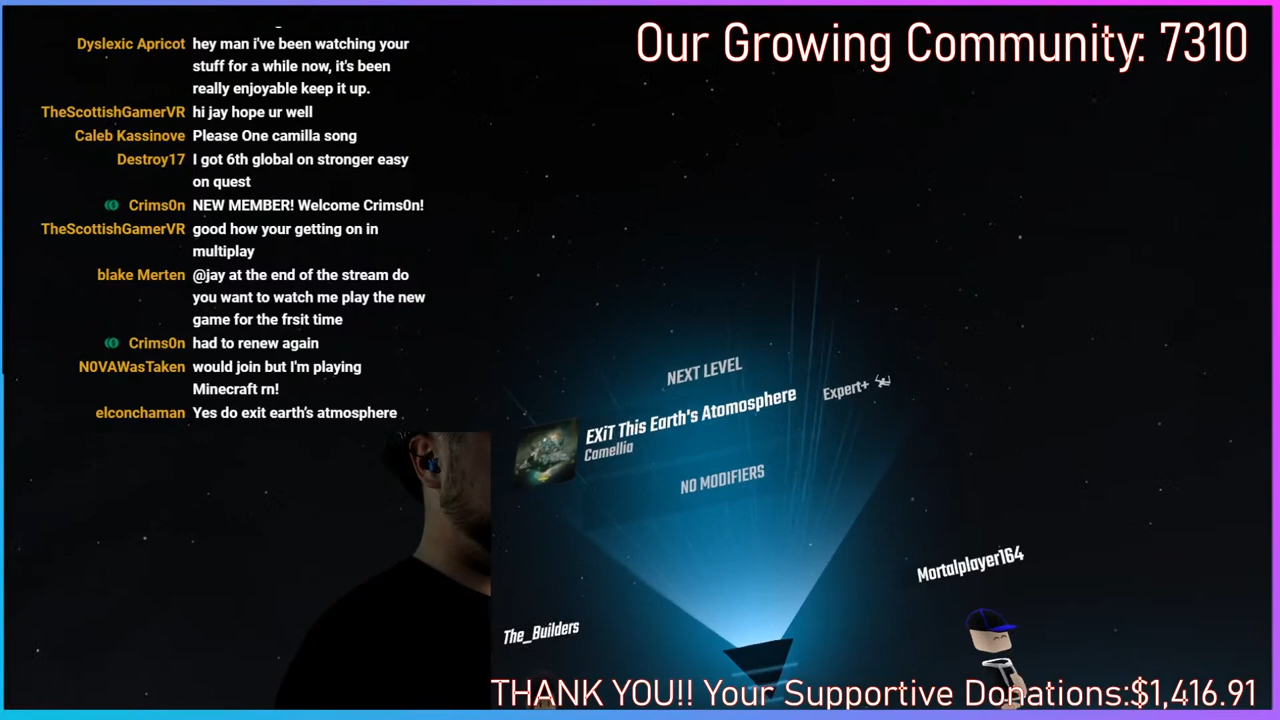 Our Growing Community: 7310
Dyslexic Apricot hey man i've been watching your
stuff for a while now, it's been
really enjoyable keep it up.
TheScottishGamerVR hi jay hope ur well
Caleb Kassinove Please One camilla song
Destroy17 I got 6th global on stronger easy
on quest
Crims0n NEW MEMBER! Welcome Crims0n!
TheScottishGamerVR good how your getting on in
multiplay
blake Merten @jay at the end of the stream do
you want to watch me play the new
game for the frsit time
Crims0n had to renew again
N0VAWasTaken would join but I'm playing
Minecraft rn!
elconchaman Yes do exit earth's atmosphere
NEXT LEVEL
EXiT This Earth's Atomosphere Expert+
Camellia
NO MODIFIERS
Mortalplayer164
The_Builders
THANK YOU!! Your Supportive Donations:$1,416.91